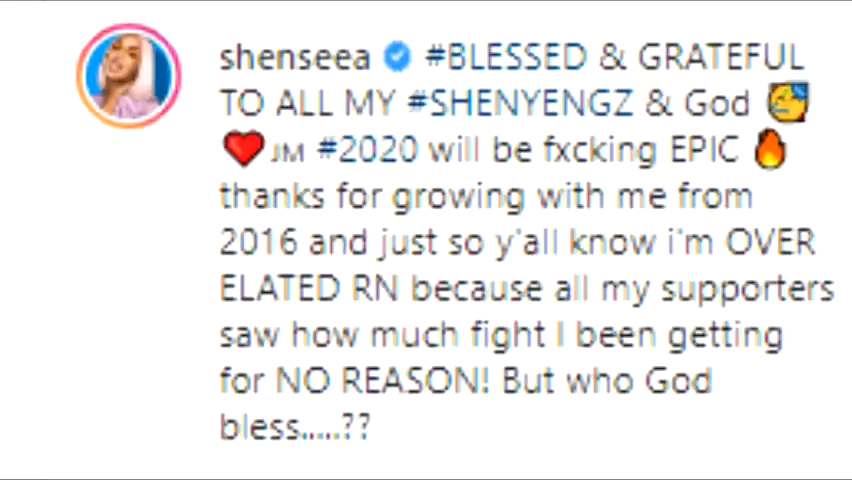 shenseea #BLESSED & GRATEFUL
TO ALL MY #SHENYENGZ & God 😥
❤️JM #2020 will be fxcking EPIC 🔥
thanks for growing with me from
2016 and just so y'all know i'm OVER
ELATED RN because all my supporters
saw how much fight I been getting
for NO REASON! But who God
bless.....??